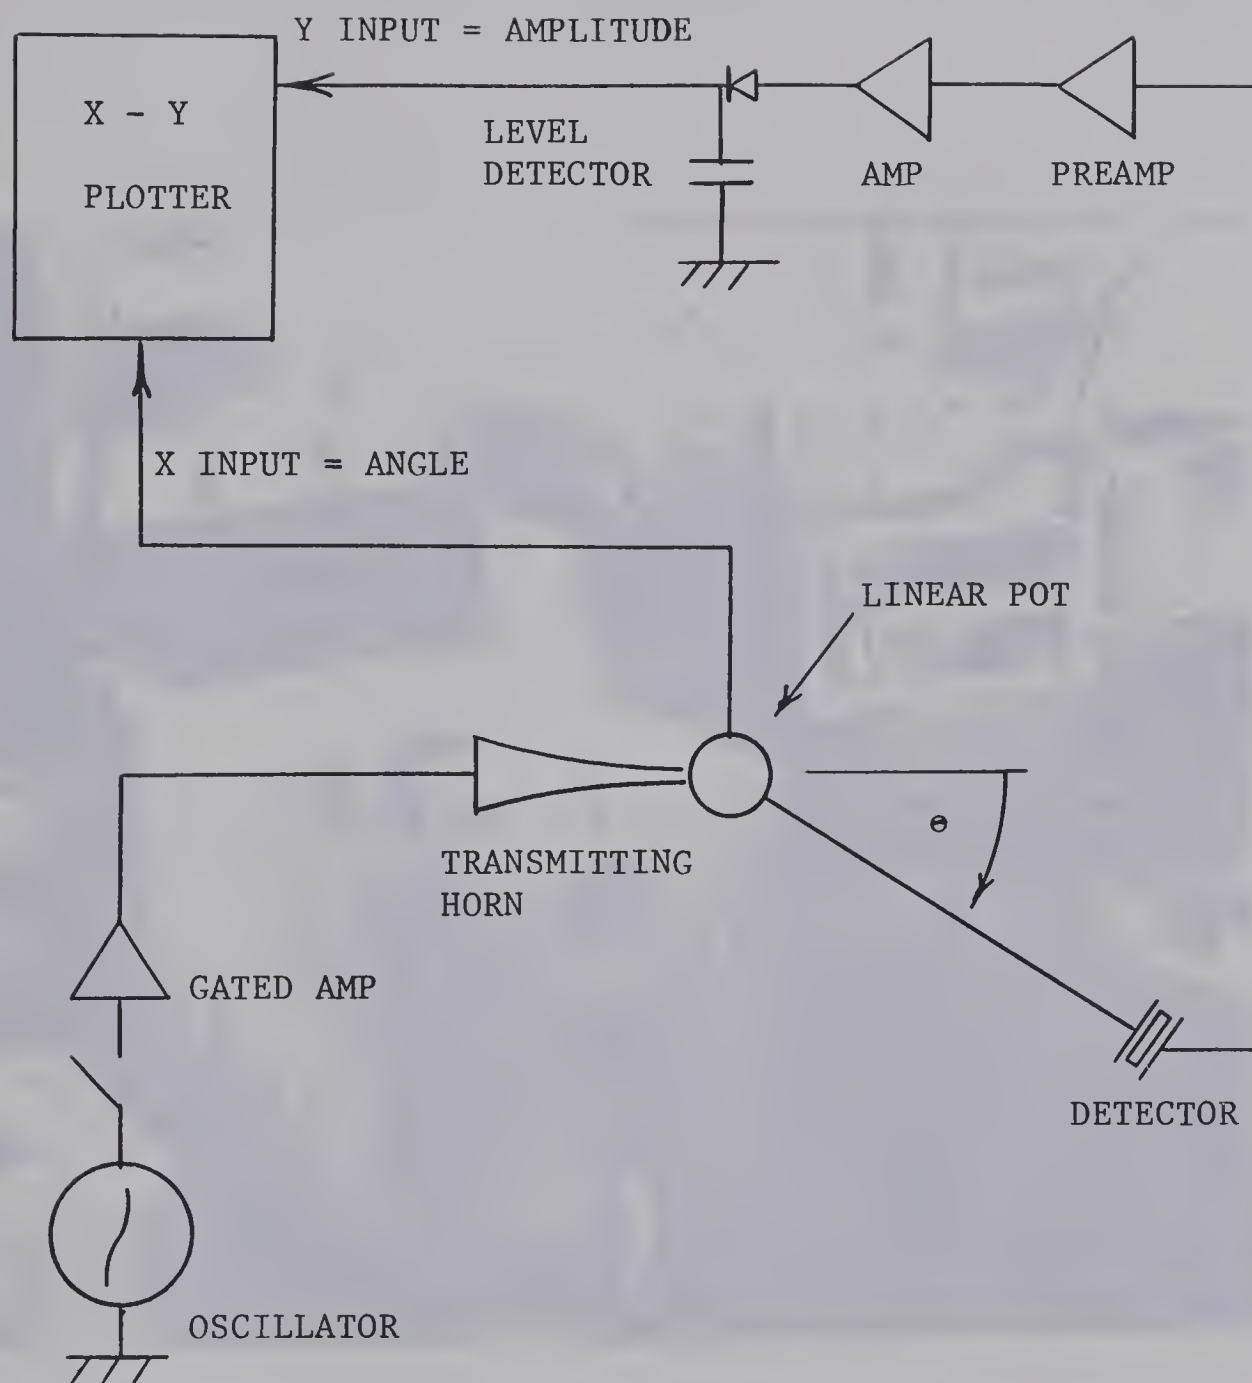 Y INPUT = AMPLITUDE
X - Y
PLOTTER
LEVEL
DETECTOR
AMP
PREAMP
X INPUT = ANGLE
LINEAR POT
θ
TRANSMITTING
HORN
GATED AMP
DETECTOR
OSCILLATOR